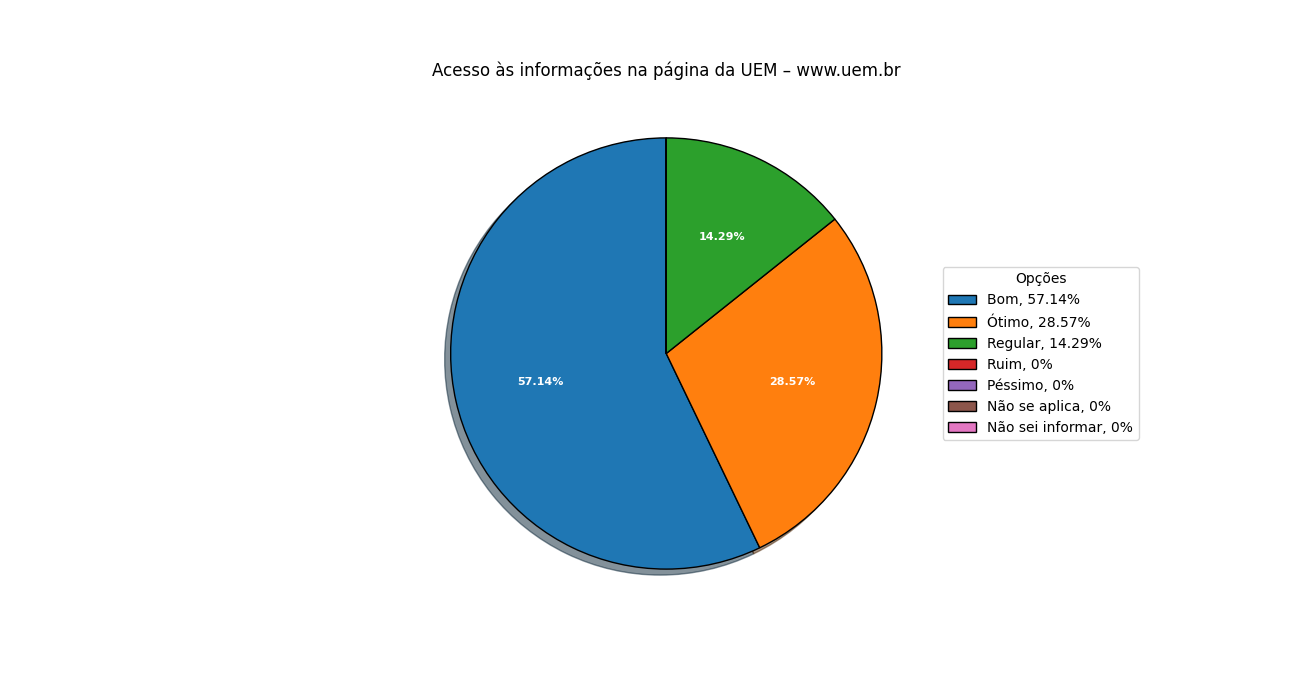 Acesso às informações na página da UEM – www.uem.br
14.29%
57.14%
28.57%
Opções
Bom, 57.14%
Ótimo, 28.57%
Regular, 14.29%
Ruim, 0%
Péssimo, 0%
Não se aplica, 0%
Não sei informar, 0%